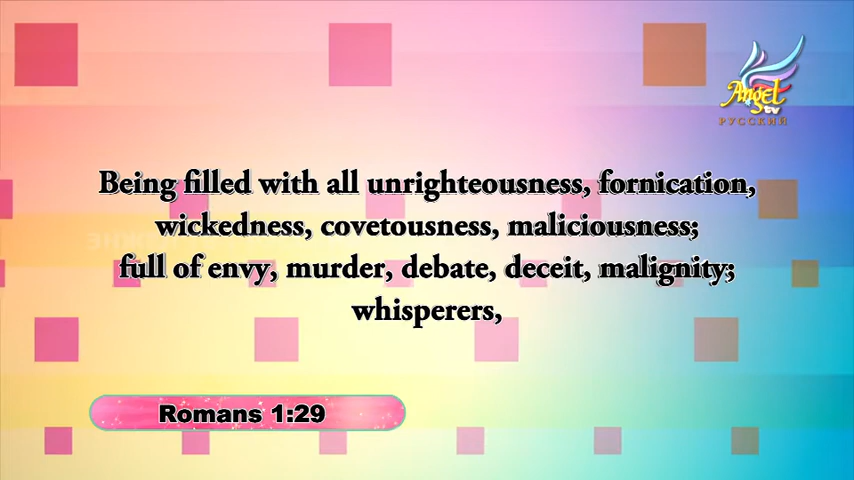 Angel
tv
РУССКИЙ
Being filled with all unrighteousness, fornication,
wickedness, covetousness, maliciousness;
full of envy, murder, debate, deceit, malignity;
whisperers,
Romans 1:29